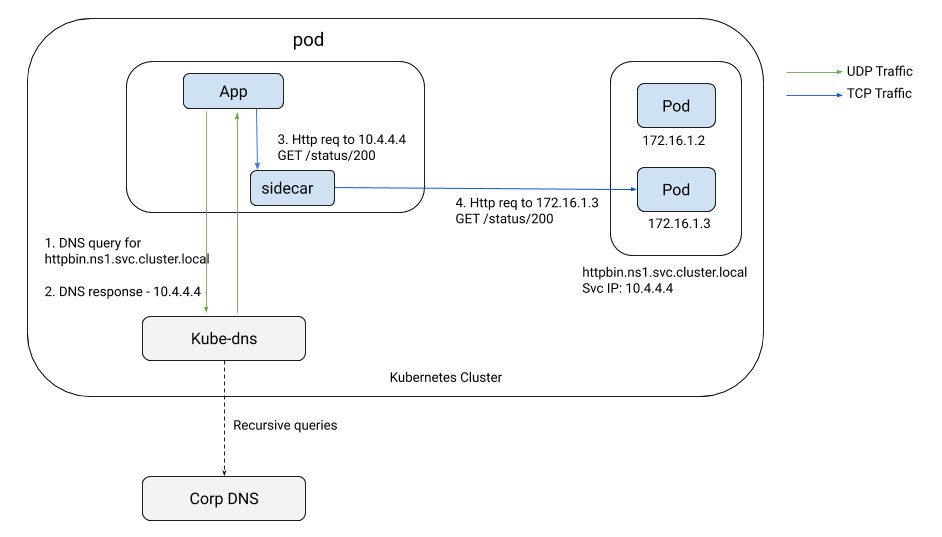 pod
App
3. Http req to 10.4.4.4
GET /status/200
sidecar
Pod
172.16.1.2
Pod
172.16.1.3
UDP Traffic
TCP Traffic
4. Http req to 172.16.1.3
GET /status/200
1. DNS query for
httpbin.ns1.svc.cluster.local
2. DNS response - 10.4.4.4
httpbin.ns1.svc.cluster.local
Svc IP: 10.4.4.4
Kube-dns
Kubernetes Cluster
Recursive queries
Corp DNS